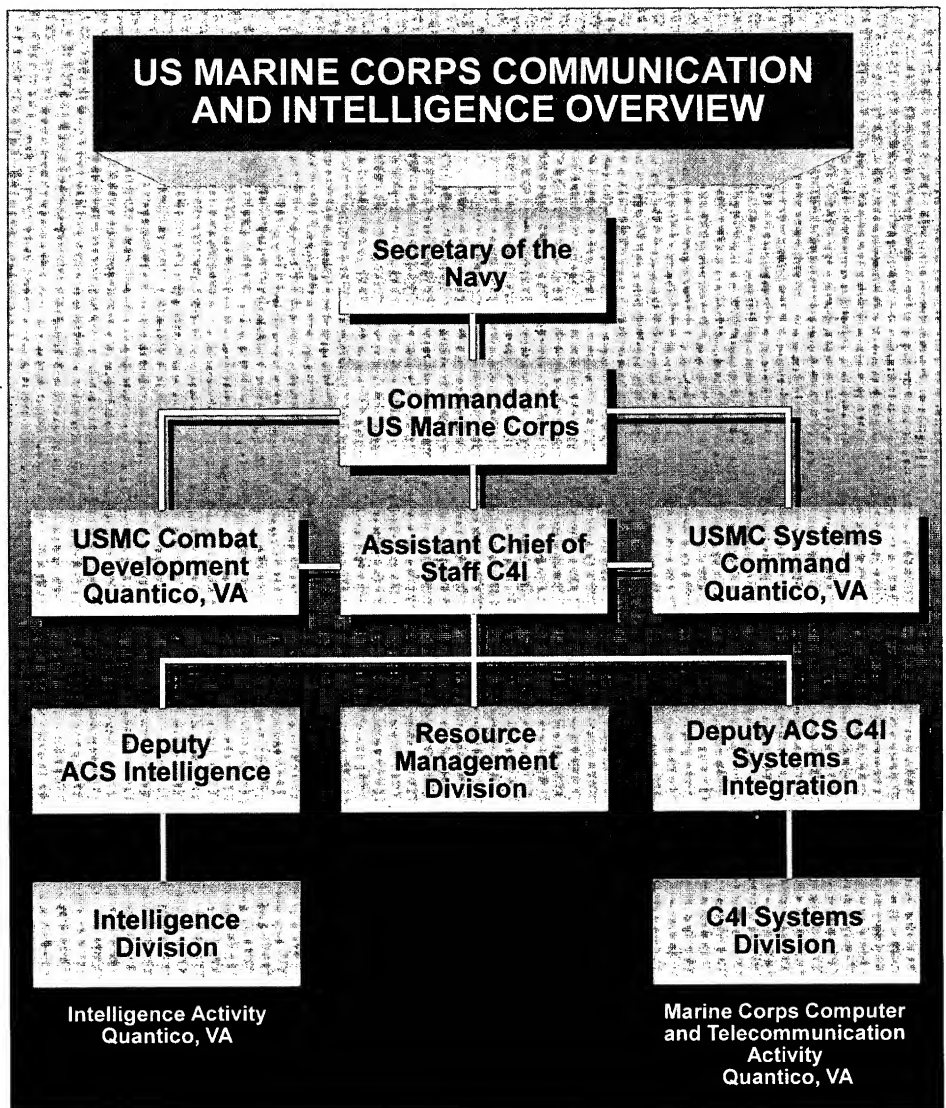 US MARINE CORPS COMMUNICATION
AND INTELLIGENCE OVERVIEW
Secretary of the
Navy
Commandant
US Marine Corps
USMC Combat
Development
Quantico, VA
Assistant Chief of
Staff C4I
USMC Systems
Command
Quantico, VA
Deputy
ACS Intelligence
Resource
Management
Division
Deputy ACS C4I
Systems
Integration
Intelligence
Division
C4I Systems
Division
Intelligence Activity
Quantico, VA
Marine Corps Computer
and Telecommunication
Activity
Quantico, VA